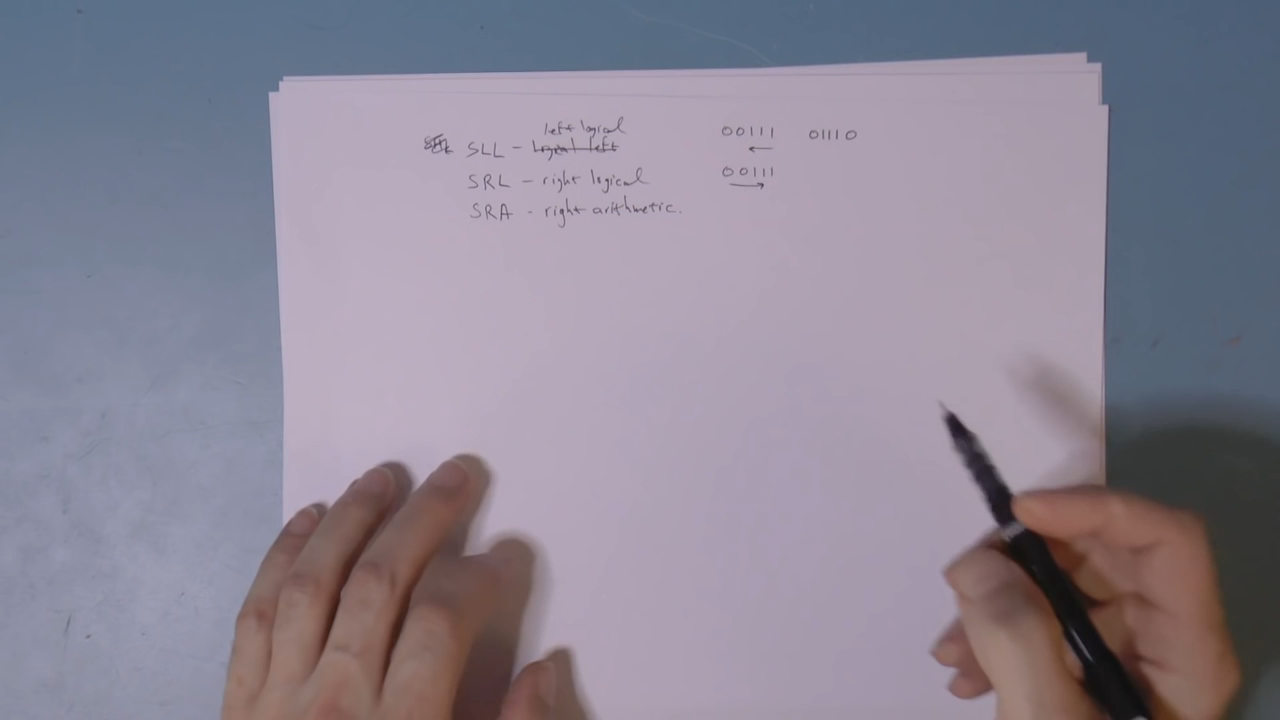 left logical
SLL - logical left 00111 01110
SRL - right logical 00111
SRA - right arithmetic.